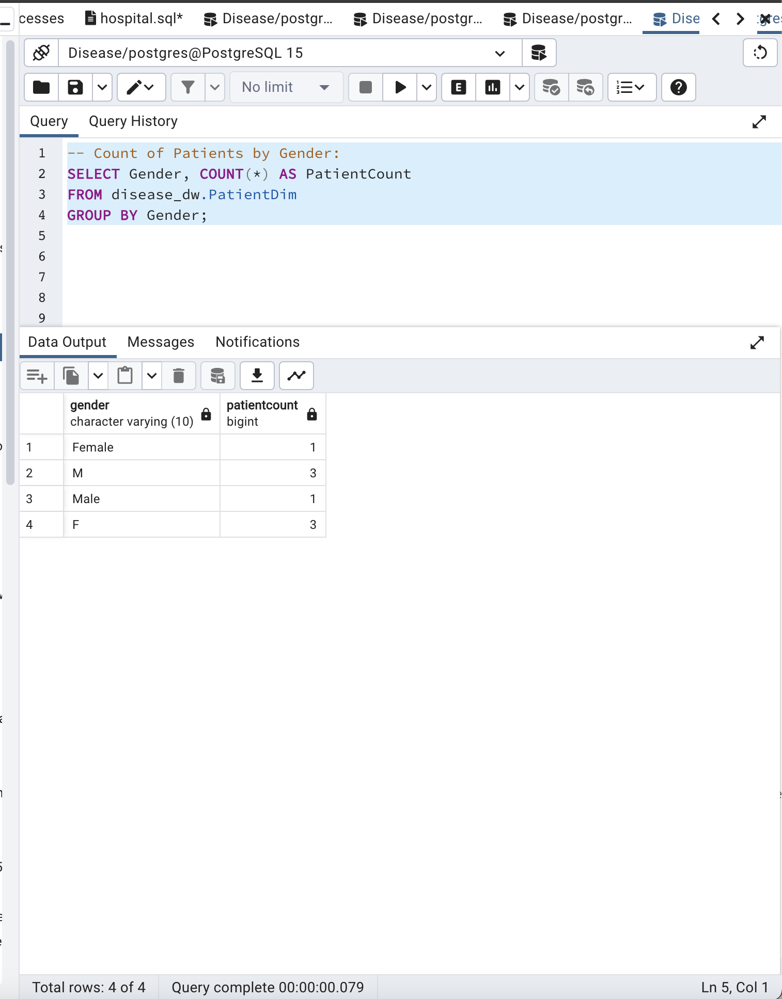 hospital.sql*
Disease/postgr...
Disease/postgr...
Disease/postgr...
Disease/postgres@PostgreSQL 15
No limit
E
Query Query History
1 -- Count of Patients by Gender:
2 SELECT Gender, COUNT(*) AS PatientCount
3 FROM disease_dw.PatientDim
4 GROUP BY Gender;
5
6
7
8
9
Data Output Messages Notifications
gender patientcount
character varying (10) bigint
1 Female 1
2 M 3
3 Male 1
4 F 3
Total rows: 4 of 4 Query complete 00:00:00.079 Ln 5, Col 1